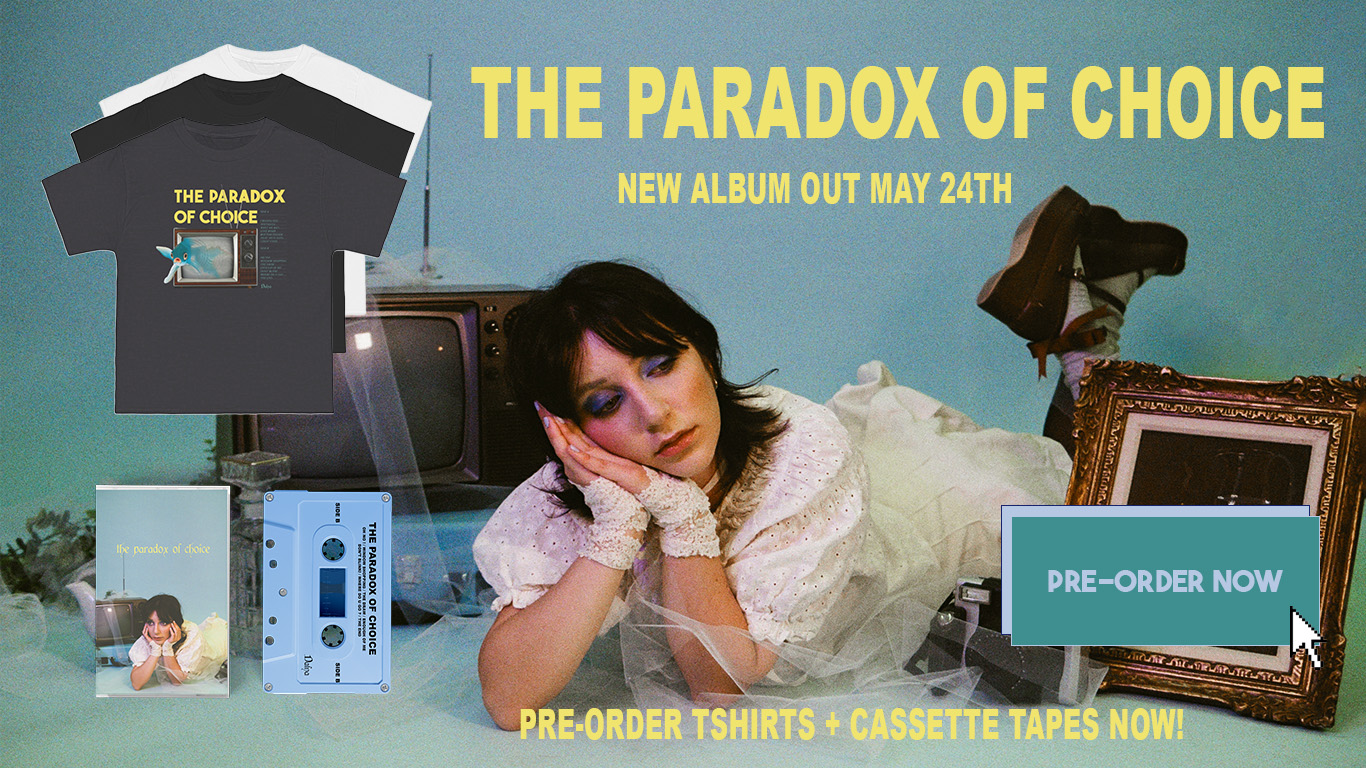 THE PARADOX OF CHOICE
NEW ALBUM OUT MAY 24TH
THE PARADOX
OF CHOICE
the paradox of choice
SIDE B
THE PARADOX OF CHOICE
SIDE B
PRE-ORDER NOW
PRE-ORDER TSHIRTS + CASSETTE TAPES NOW!